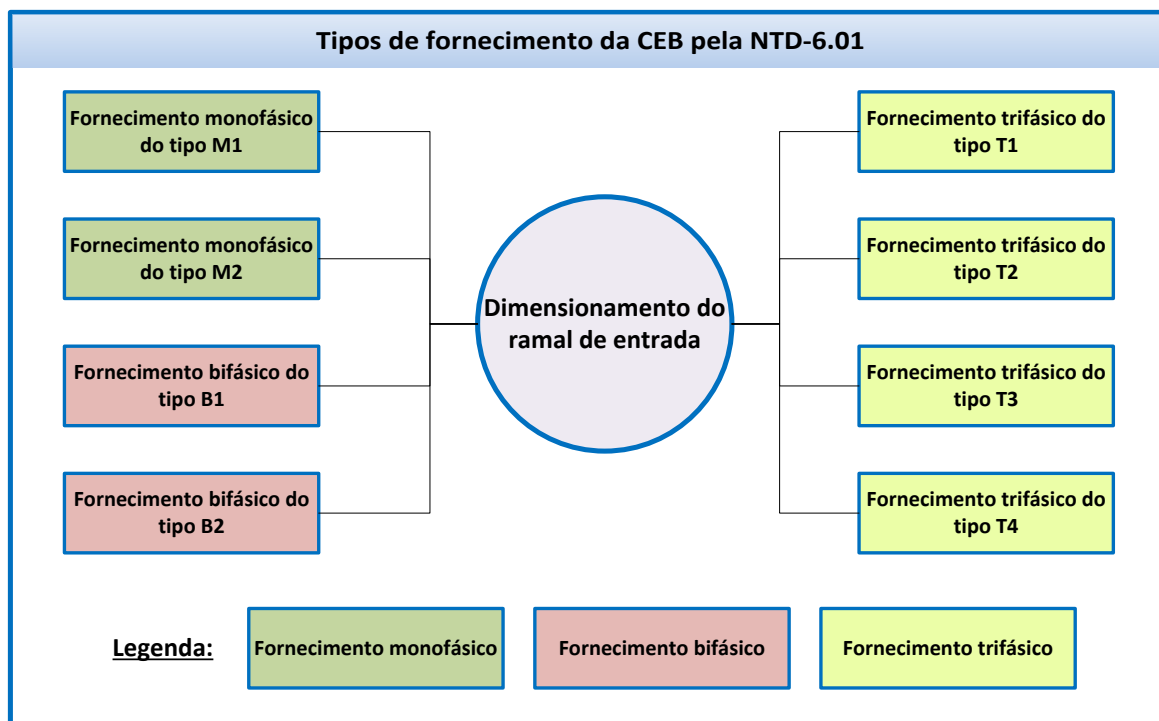 Tipos de fornecimento da CEB pela NTD-6.01
Fornecimento monofásico
do tipo M1
Fornecimento monofásico
do tipo M2
Fornecimento bifásico do
tipo B1
Fornecimento bifásico do
tipo B2
Dimensionamento do
ramal de entrada
Fornecimento trifásico do
tipo T1
Fornecimento trifásico do
tipo T2
Fornecimento trifásico do
tipo T3
Fornecimento trifásico do
tipo T4
Legenda:
Fornecimento monofásico
Fornecimento bifásico
Fornecimento trifásico